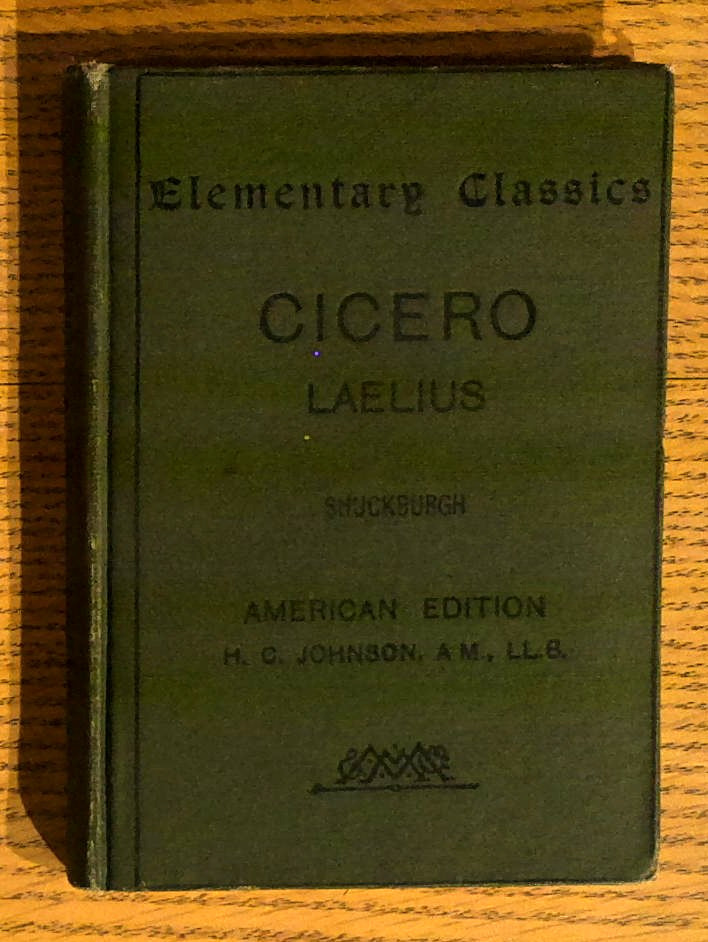 Elementary Classics
CICERO
LAELIUS
SHUCKBURGH
AMERICAN EDITION
H. C. JOHNSON, A M., LL.B.